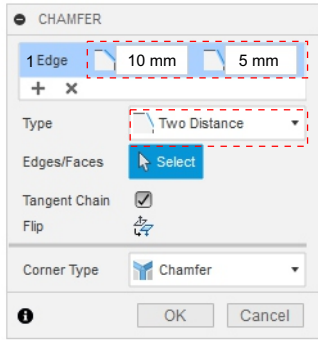 CHAMFER
1 Edge 10 mm 5 mm
Type Two Distance
Edges/Faces Select
Tangent Chain
Flip
Corner Type Chamfer
OK Cancel